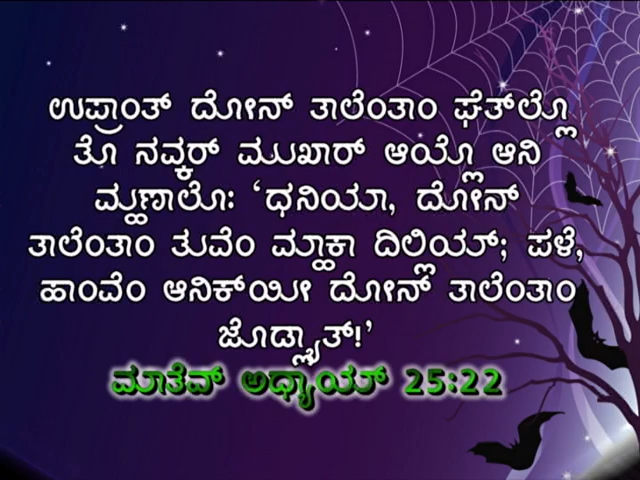 ಉಪ್ರಾಂತ್ ದೋನ್ ತಾಲೆಂತಾಂ ಘೆತ್‌ಲ್ಲೊ
ತೊ ನವ್ಕರ್ ಮುಖಾರ್ ಆಯ್ಲೊ ಆನಿ
ಮ್ಹಣಾಲೊಃ ‘ಧನಿಯಾ, ದೋನ್
ತಾಲೆಂತಾಂ ತುವೆಂ ಮ್ಹಾಕಾ ದಿಲ್ಲಿಯ್; ಪಳೆ,
ಹಾಂವೆಂ ಆನಿಕ್‌ಯೀ ದೋನ್ ತಾಲೆಂತಾಂ
ಜೊಡ್ಲ್ಯಾತ್!’
ಮಾತೆವ್ ಅಧ್ಯಾಯ್ 25:22